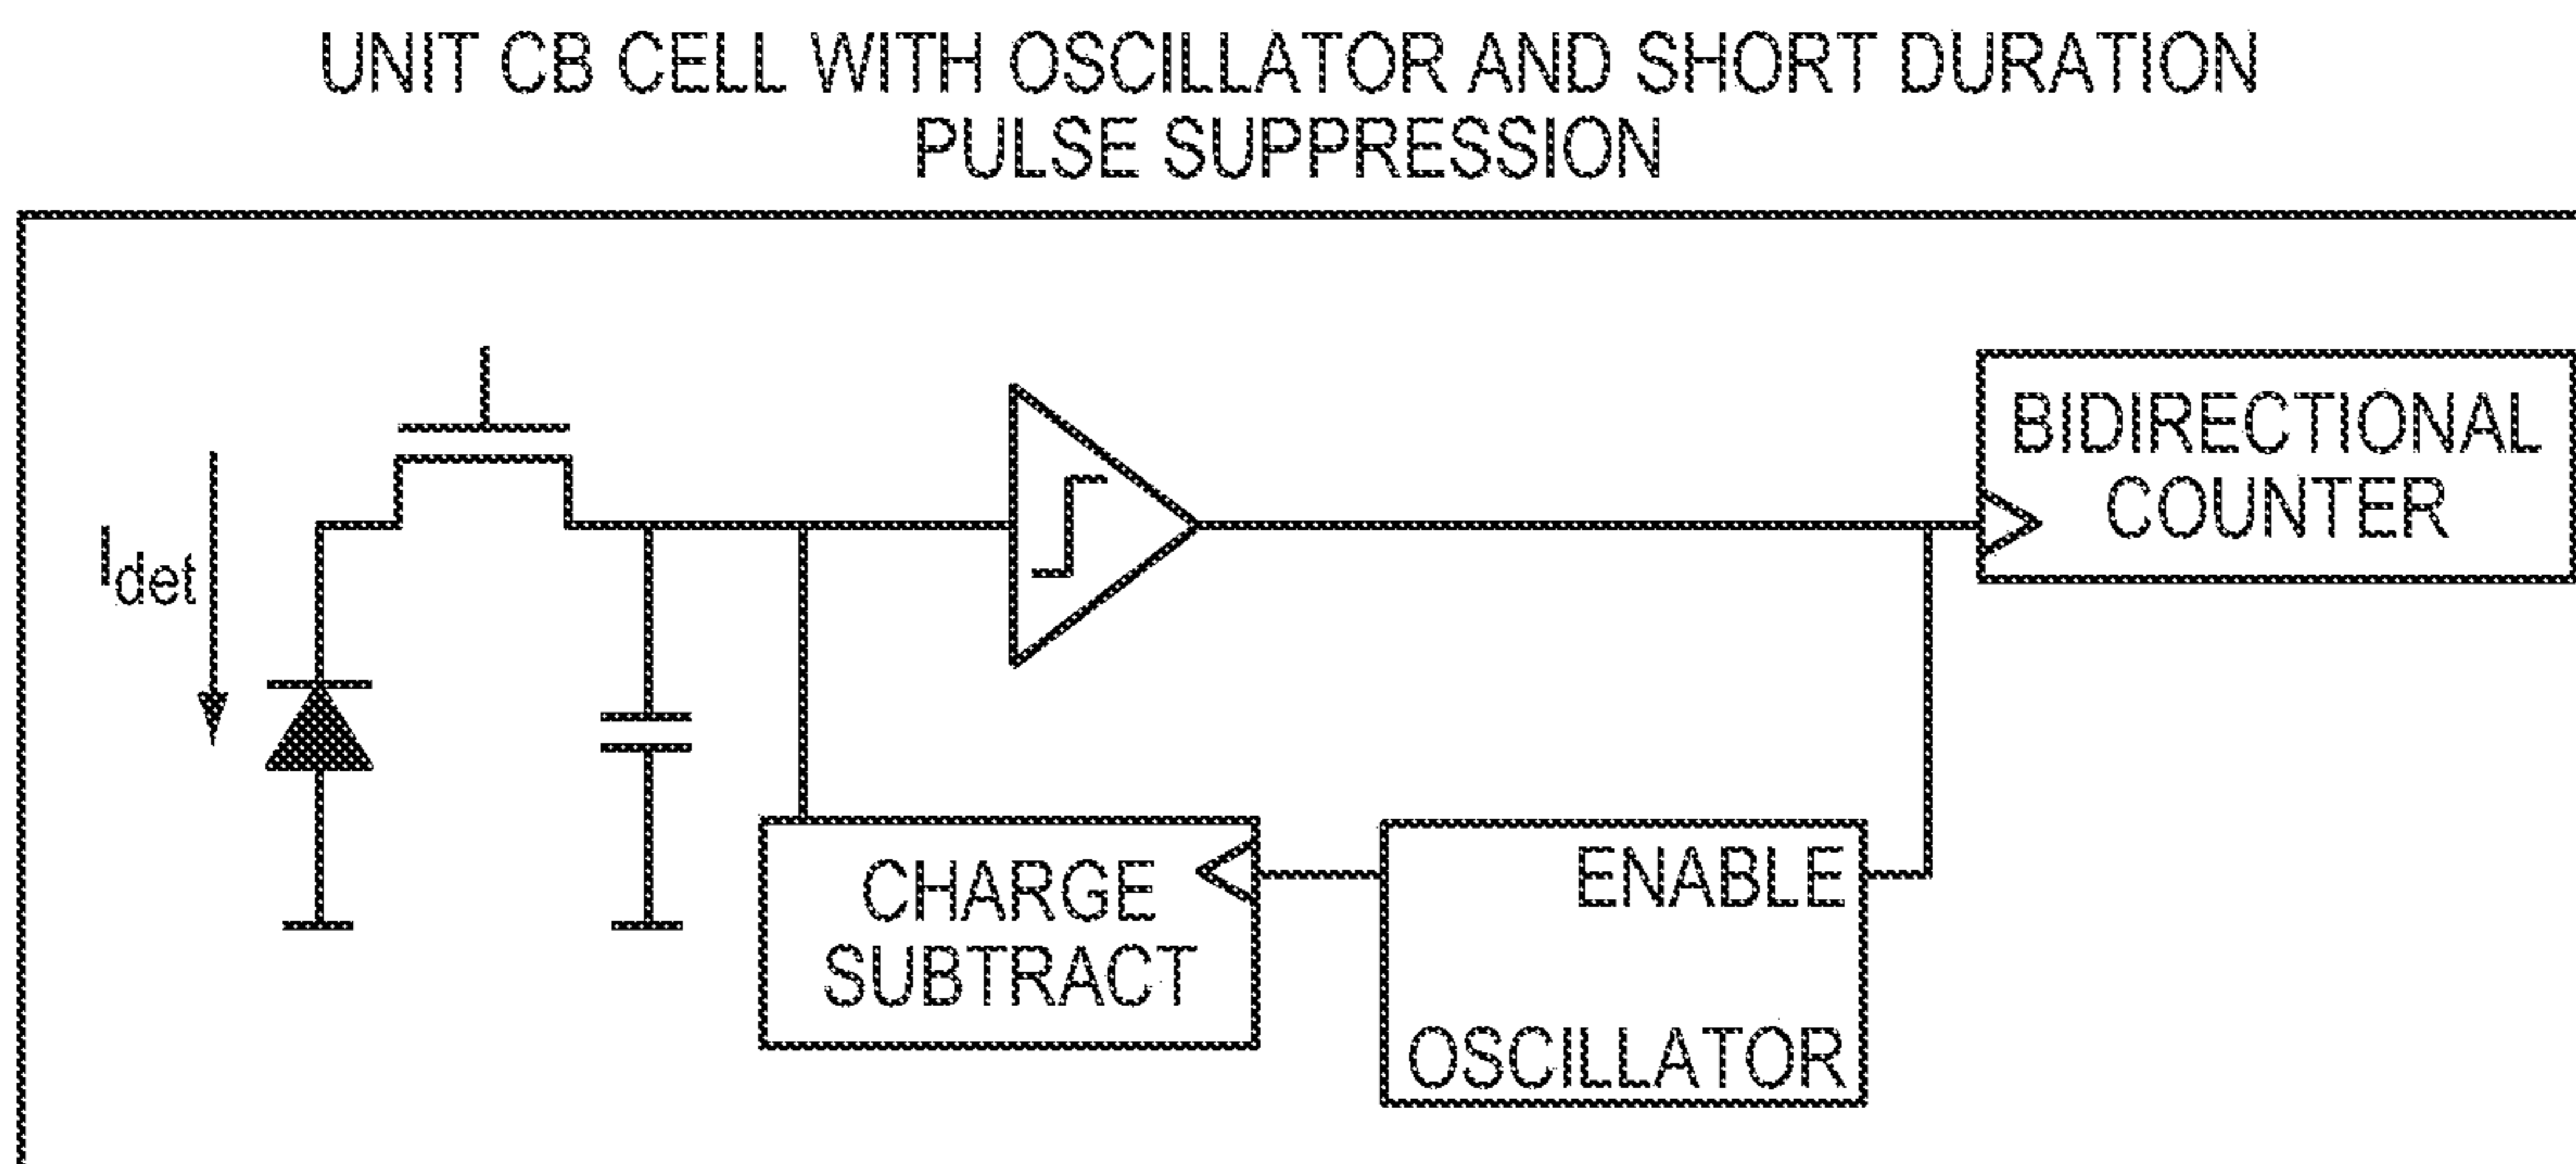 UNIT CB CELL WITH OSCILLATOR AND SHORT DURATION
PULSE SUPPRESSION
BIDIRECTIONAL
COUNTER
Idet
ENABLE
CHARGE
SUBTRACT
OSCILLATOR